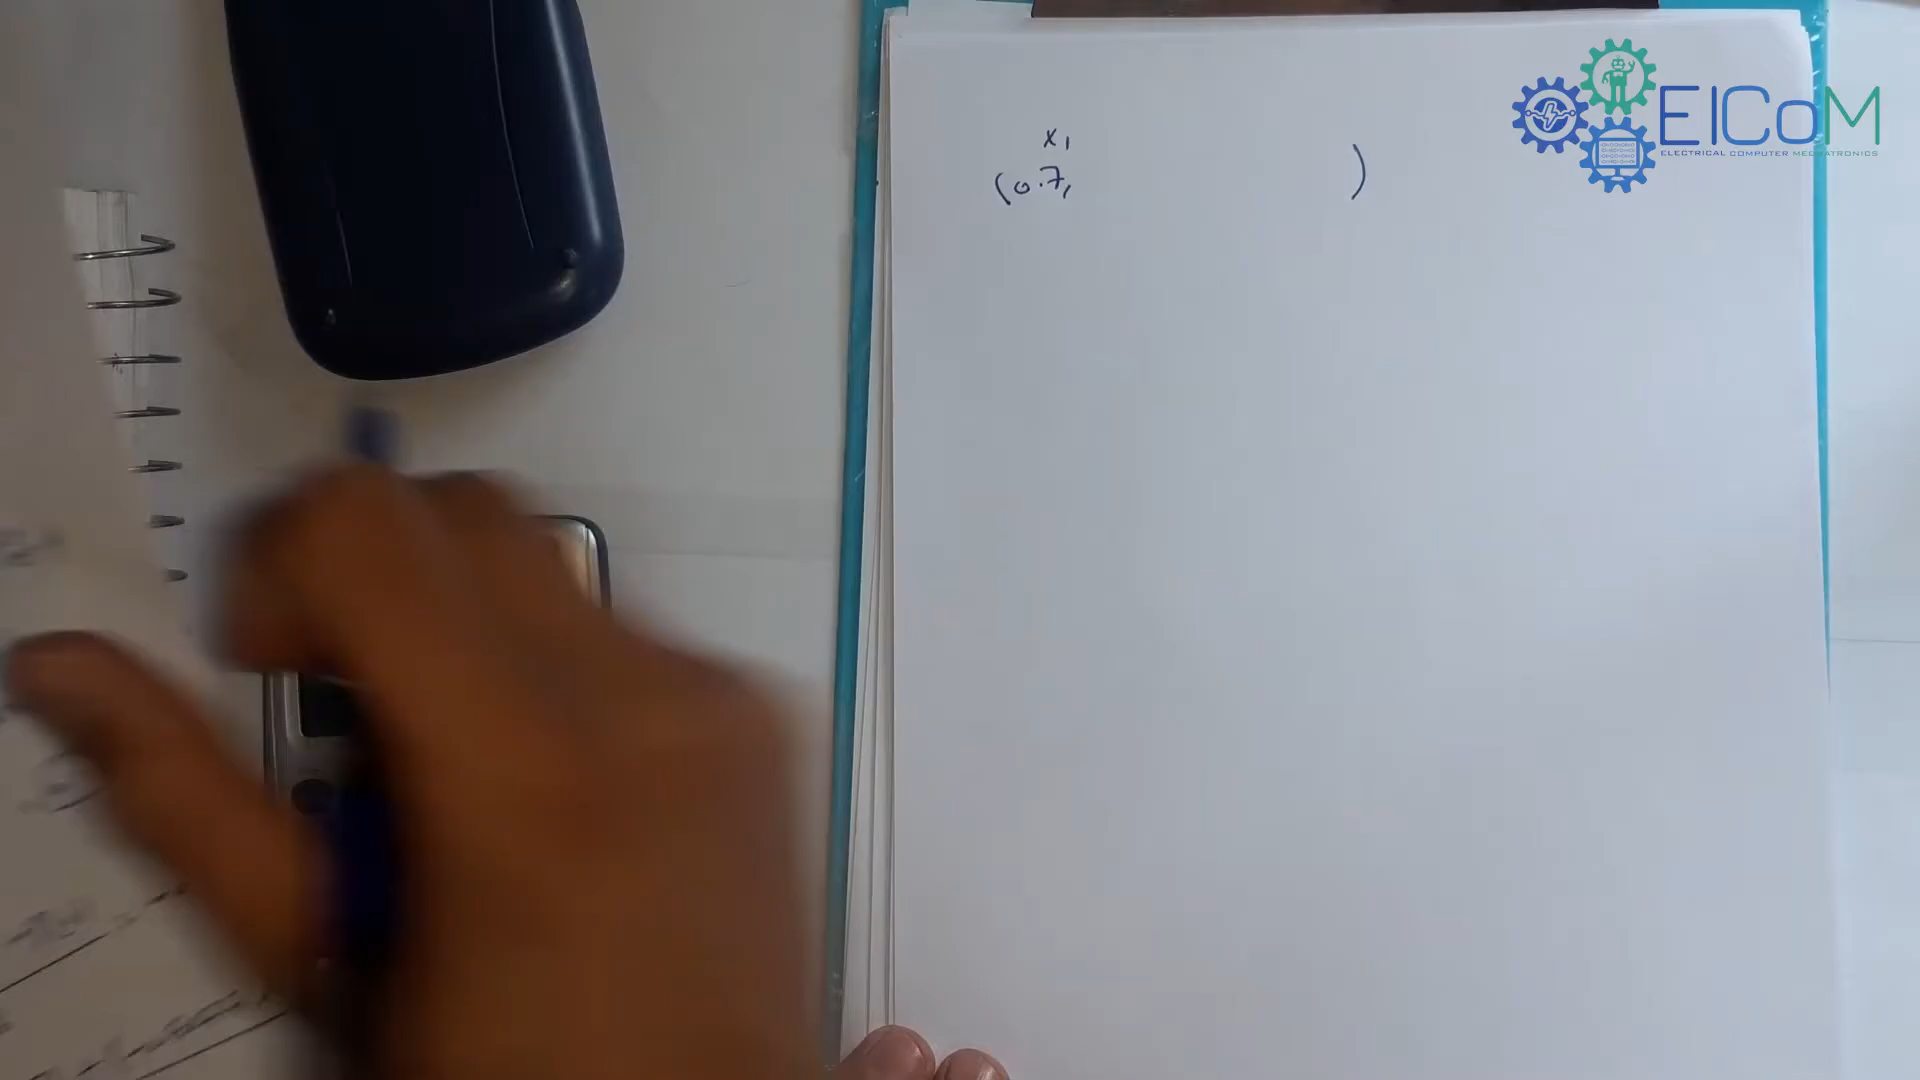 EICoM
ELECTRICAL COMPUTER MECHATRONICS
x₁
(0.7,          )